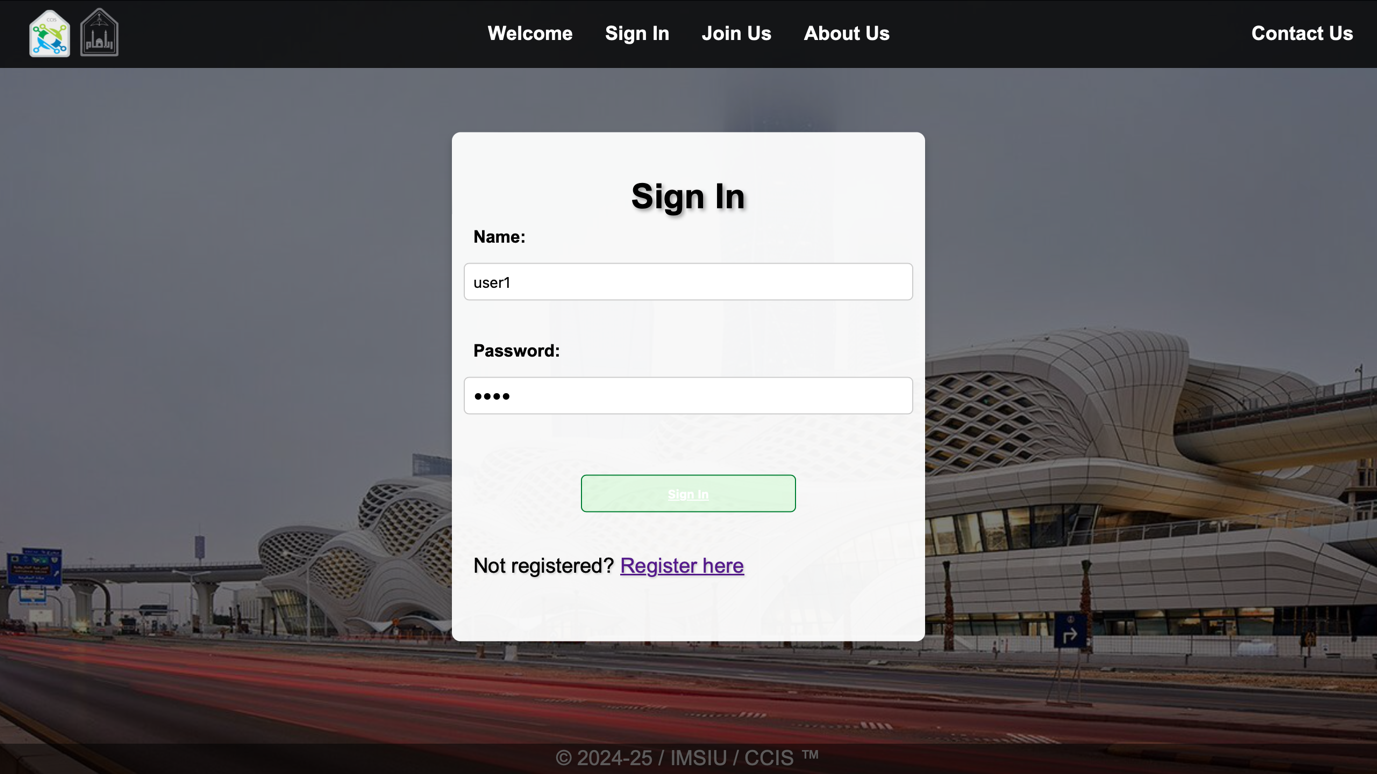 CCIS
Welcome Sign In Join Us About Us Contact Us
Sign In
Name:
user1
Password:
••••
Sign In
Not registered? Register here
© 2024-25 / IMSIU / CCIS ™